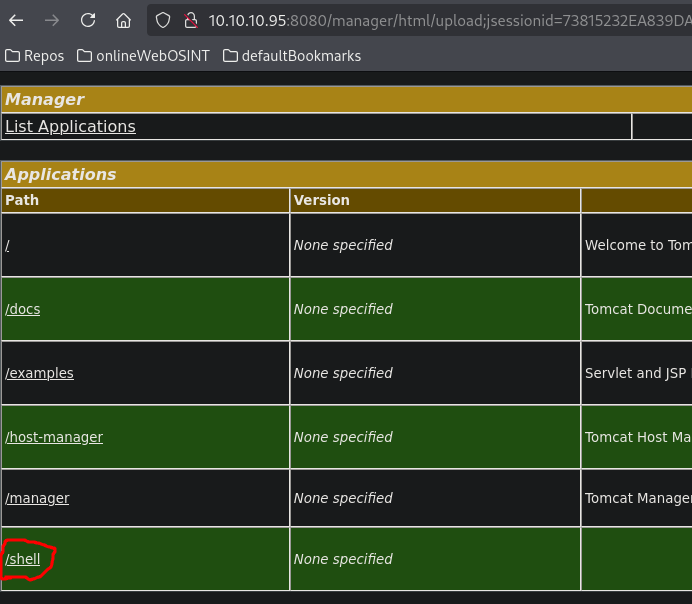 10.10.10.95:8080/manager/html/upload;jsessionid=73815232EA839DA
Repos onlineWebOSINT defaultBookmarks
Manager
List Applications
Applications
Path Version
/ None specified Welcome to Tom
/docs None specified Tomcat Docume
/examples None specified Servlet and JSP
/host-manager None specified Tomcat Host Ma
/manager None specified Tomcat Manager
/shell None specified